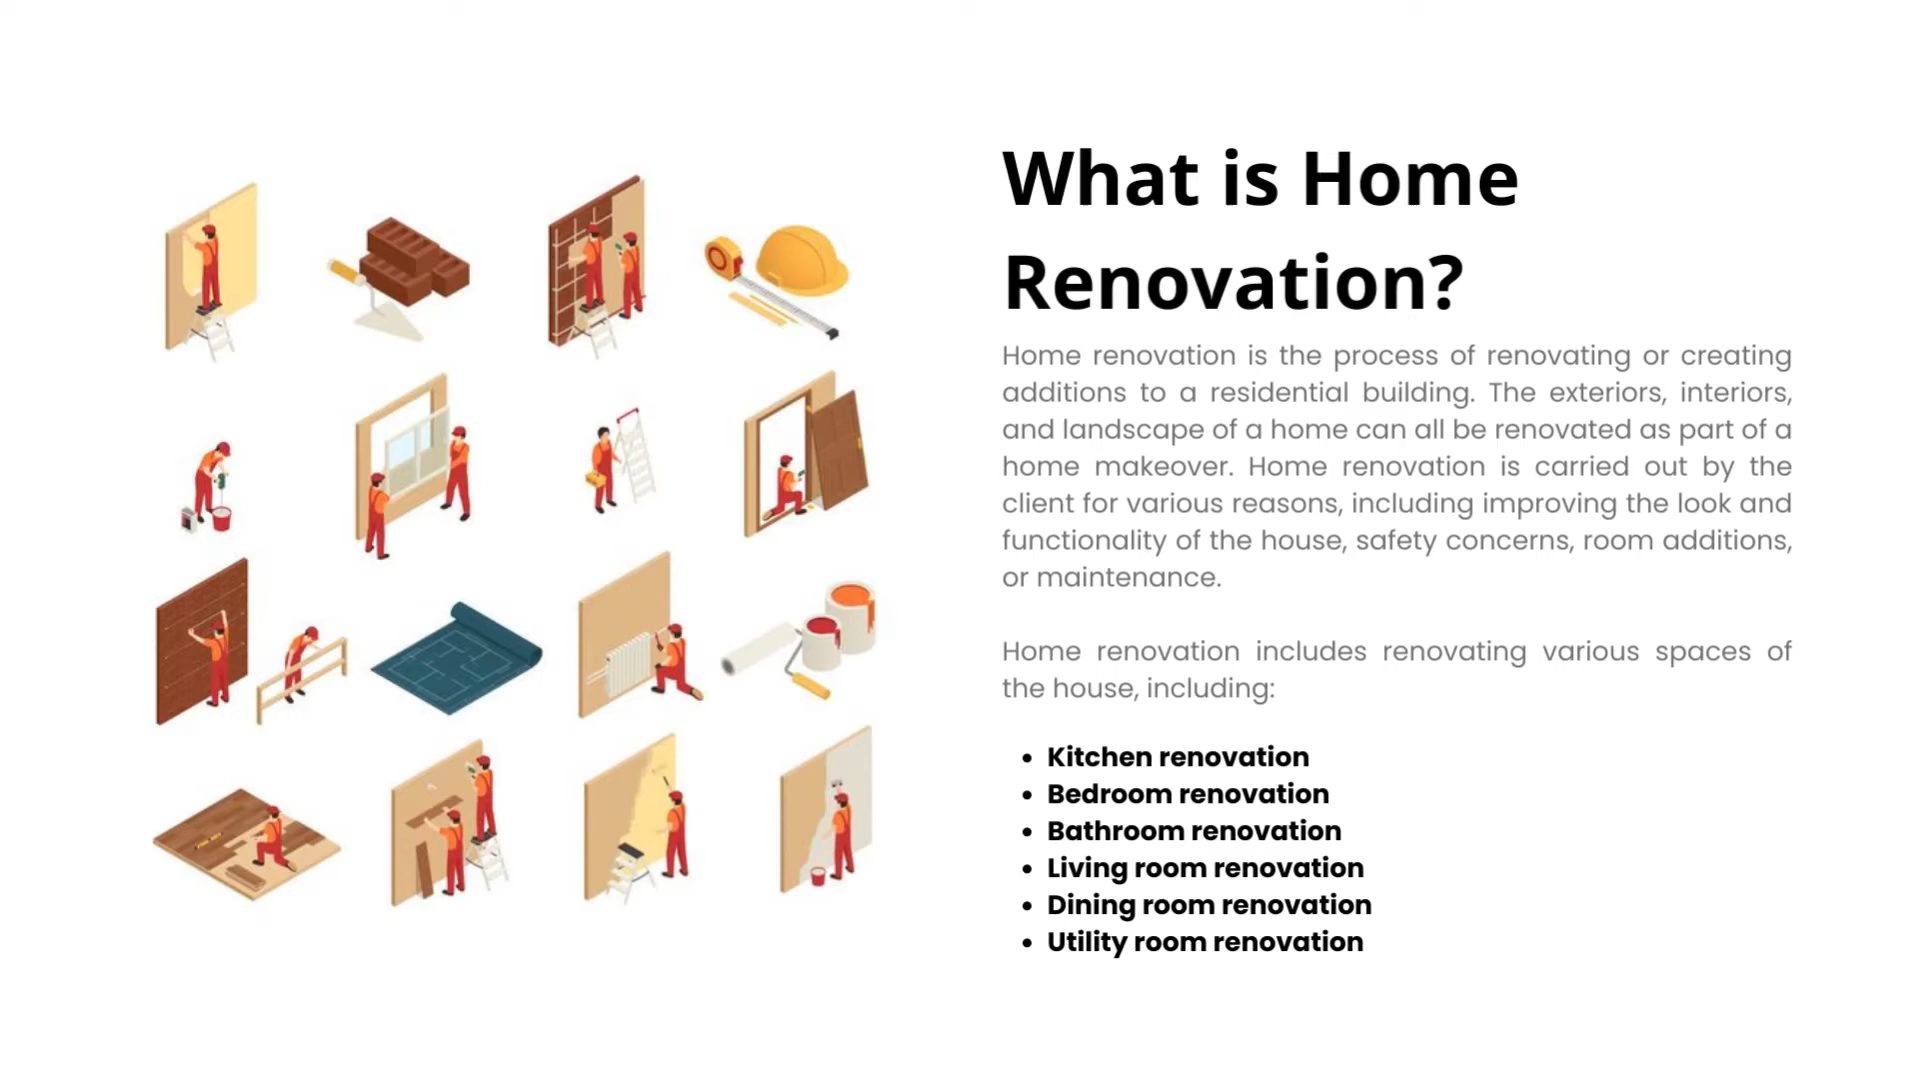 What is Home
Renovation?
Home renovation is the process of renovating or creating
additions to a residential building. The exteriors, interiors,
and landscape of a home can all be renovated as part of a
home makeover. Home renovation is carried out by the
client for various reasons, including improving the look and
functionality of the house, safety concerns, room additions,
or maintenance.
Home renovation includes renovating various spaces of
the house, including:
• Kitchen renovation
• Bedroom renovation
• Bathroom renovation
• Living room renovation
• Dining room renovation
• Utility room renovation